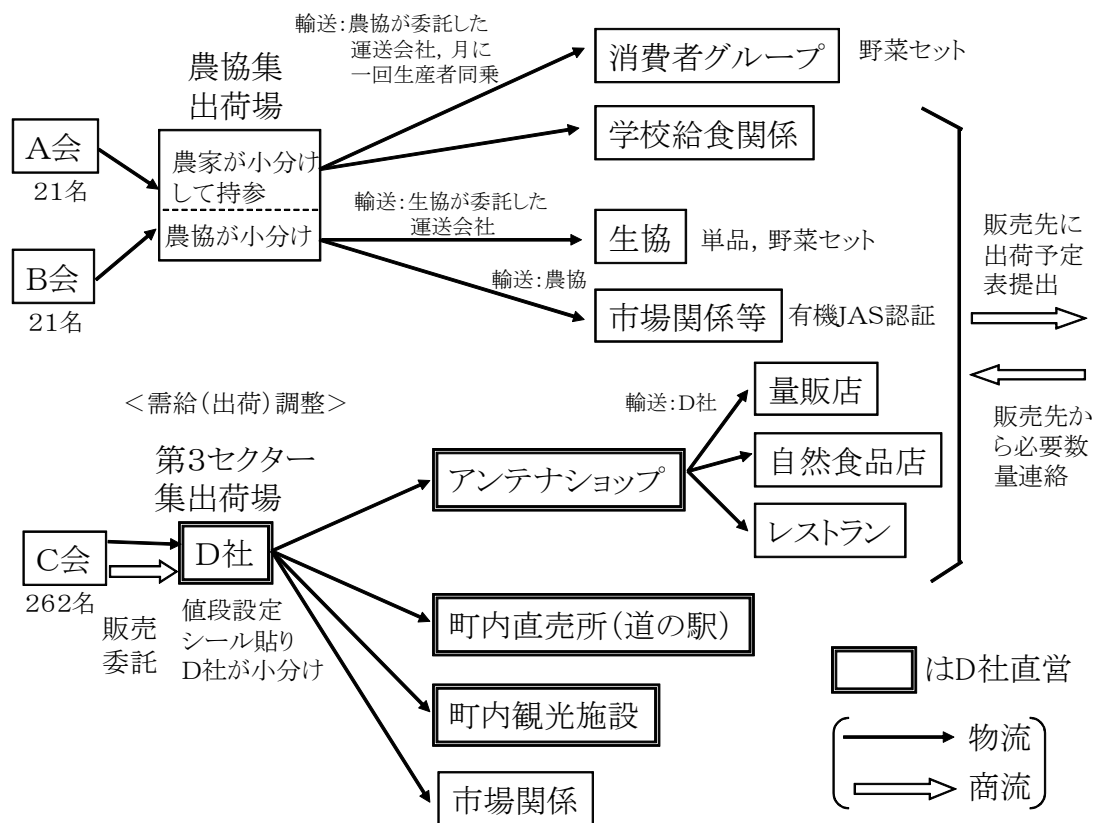 輸送:農協が委託した
運送会社,月に
一回生産者同乗
農協集
出荷場
消費者グループ
野菜セット
A会
21名
農家が小分け
して持参
農協が小分け
学校給食関係
輸送:生協が委託した
運送会社
生協
単品,野菜セット
B会
21名
輸送:農協
市場関係等
有機JAS認証
販売先に
出荷予定
表提出
販売先か
ら必要数
量連絡
<需給(出荷)調整>
第3セクター
集出荷場
輸送:D社
量販店
アンテナショップ
自然食品店
レストラン
C会
262名
D社
販売
委託
値段設定
シール貼り
D社が小分け
町内直売所(道の駅)
町内観光施設
市場関係
はD社直営
物流
商流